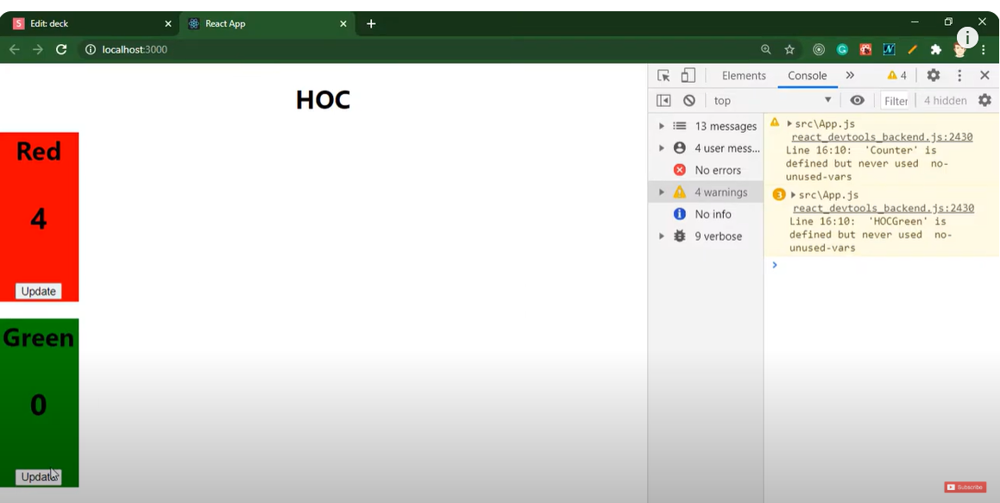 Edit: deck
React App
localhost:3000
HOC
Red
4
Update
Green
0
Update
Elements
Console
4
top
Filter
4 hidden
13 messages
4 user mess...
No errors
4 warnings
No info
9 verbose
src\App.js
react_devtools_backend.js:2430
Line 16:10: 'Counter' is
defined but never used no-
unused-vars
3
src\App.js
react_devtools_backend.js:2430
Line 16:10: 'HOCGreen' is
defined but never used no-
unused-vars
Subscribe